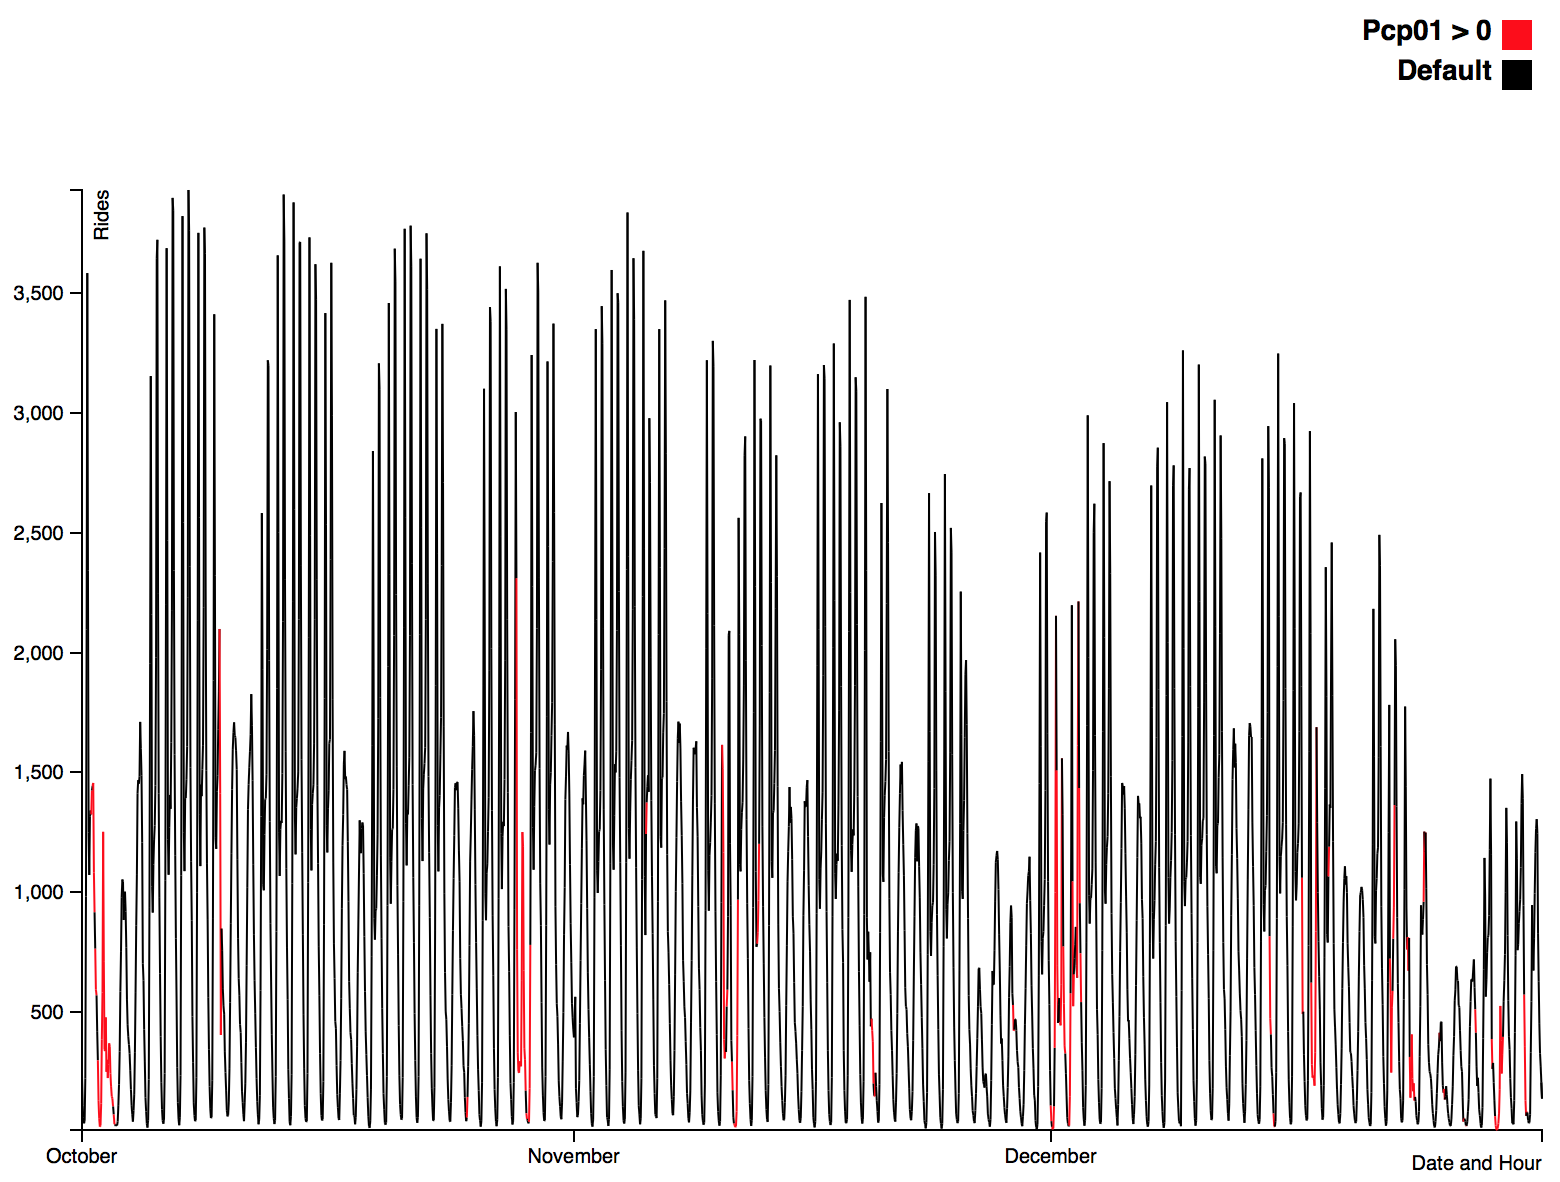 Pcp01 > 0
Default
Rides
3,500
3,000
2,500
2,000
1,500
1,000
500
October
November
December
Date and Hour